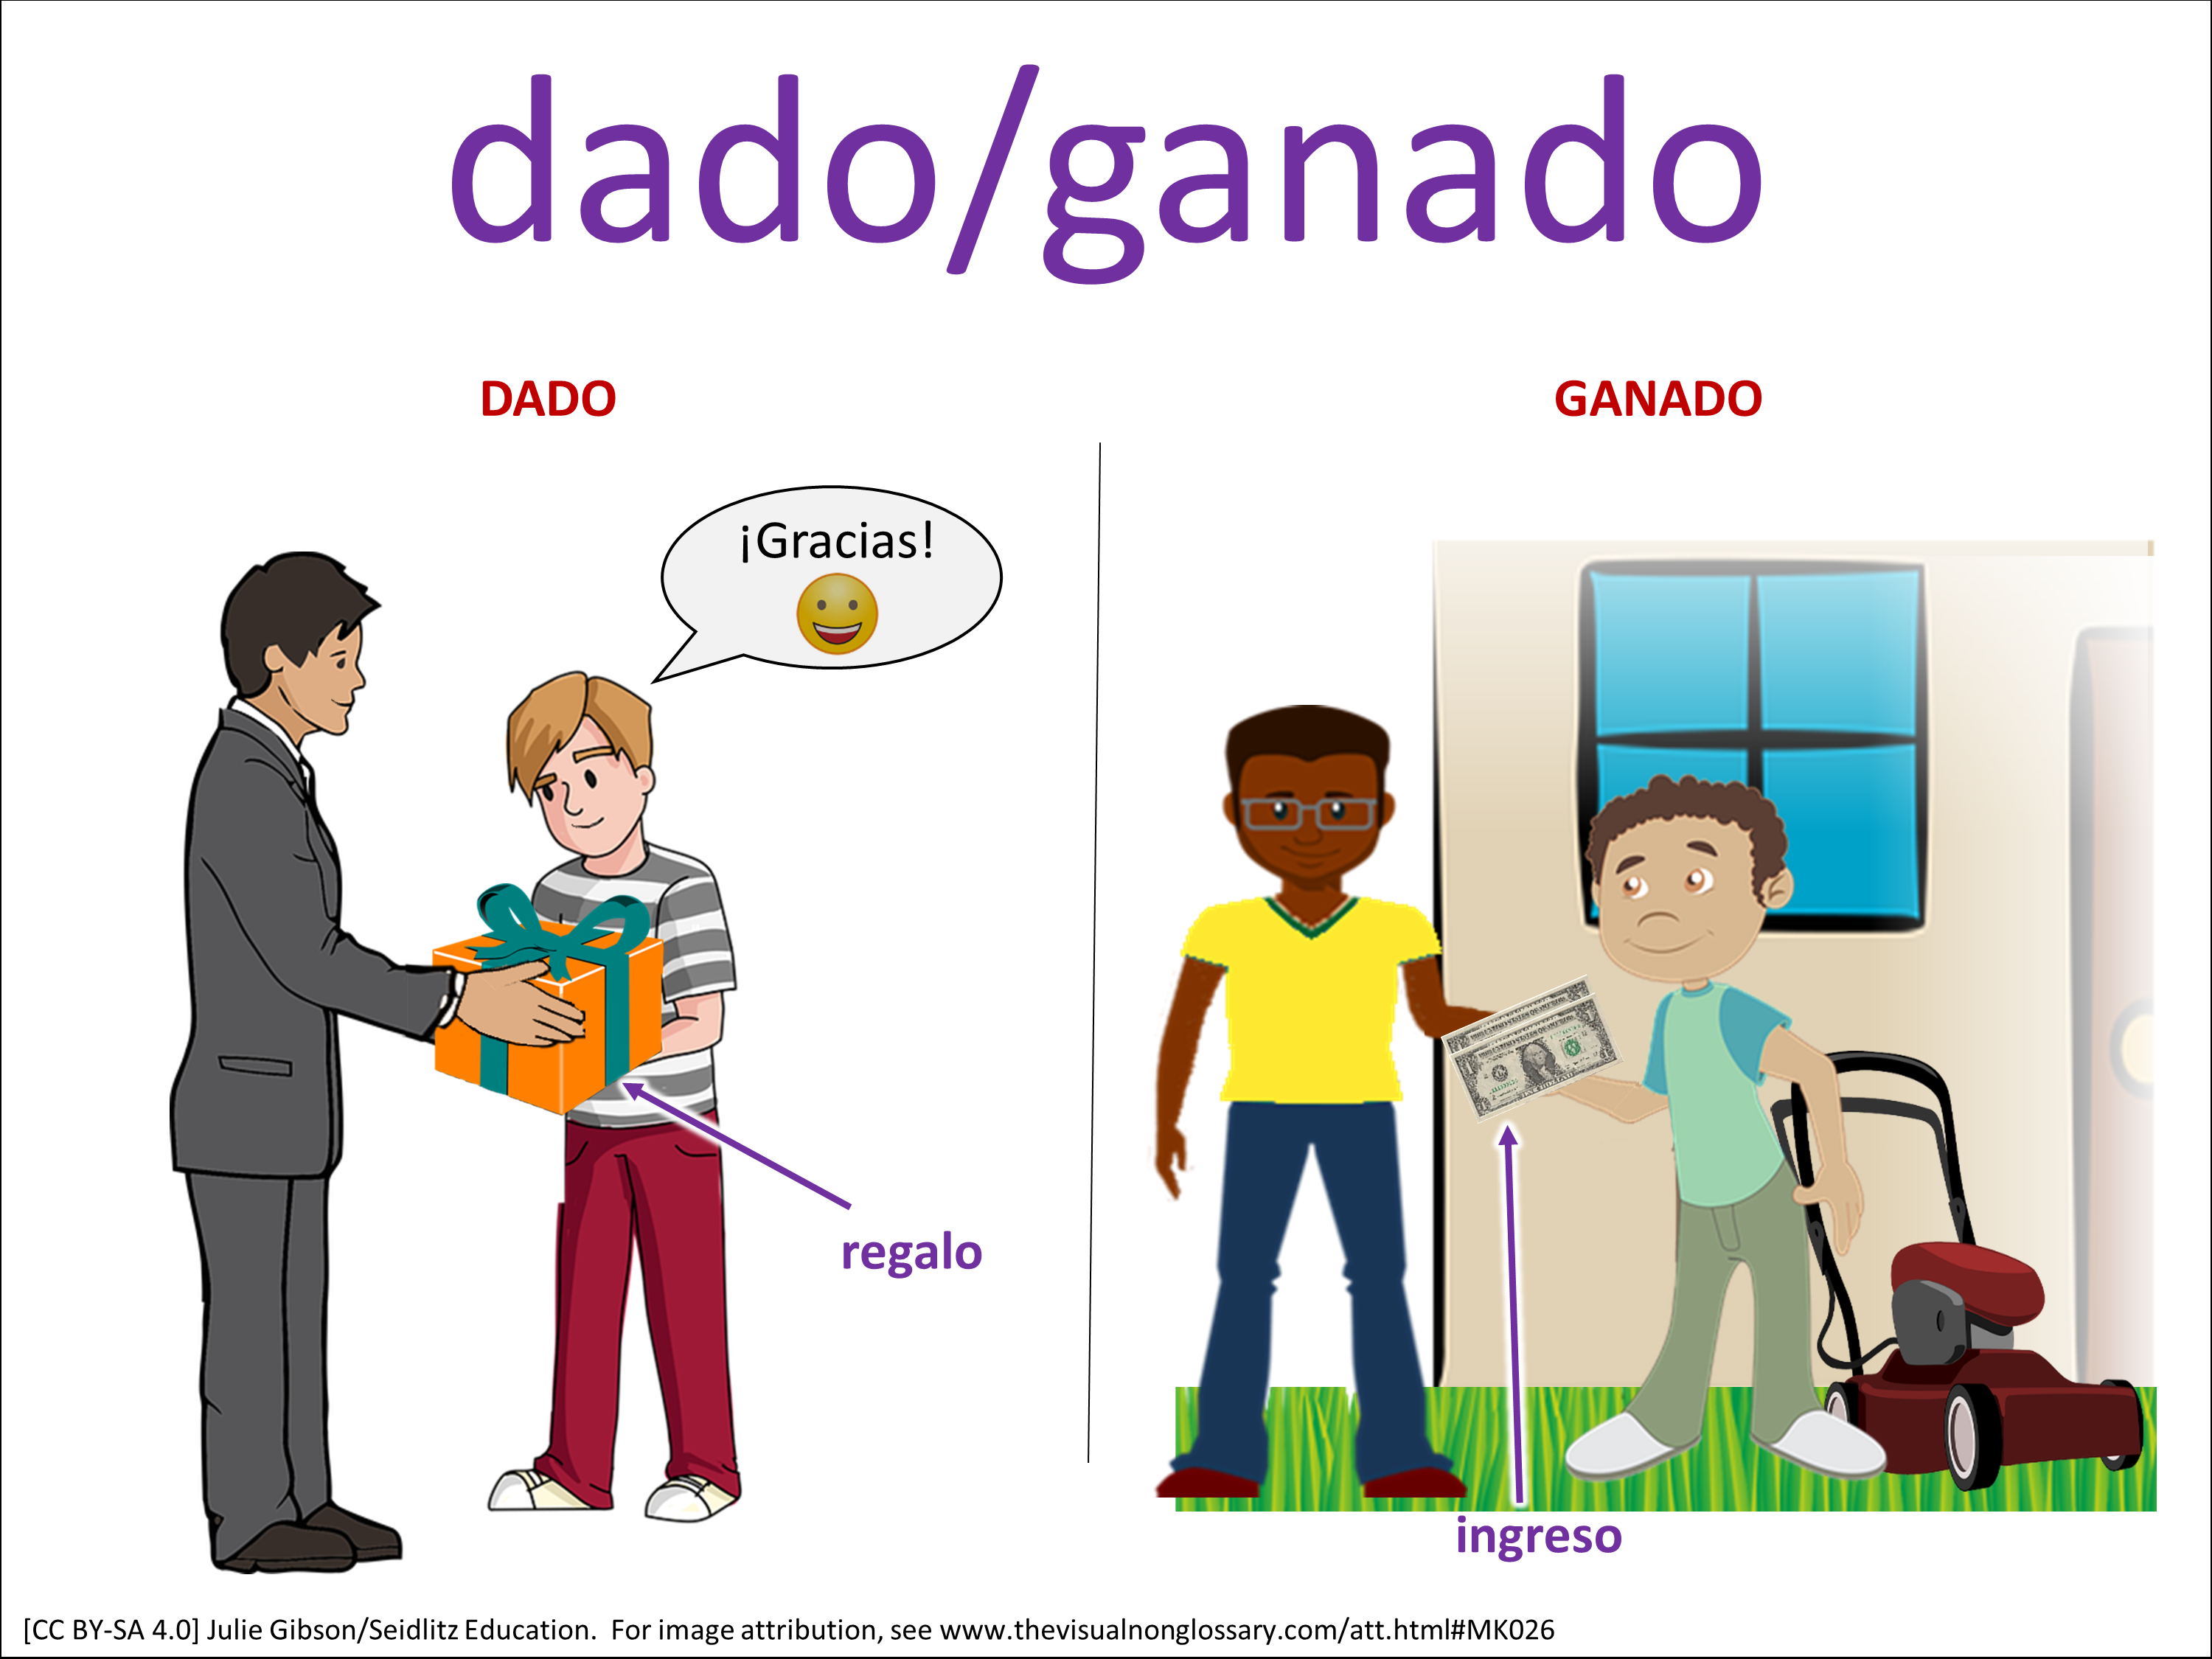 dado/ganado
DADO
GANADO
¡Gracias!
regalo
ingreso
[CC BY-SA 4.0] Julie Gibson/Seidlitz Education.  For image attribution, see www.thevisualnonglossary.com/att.html#MK026